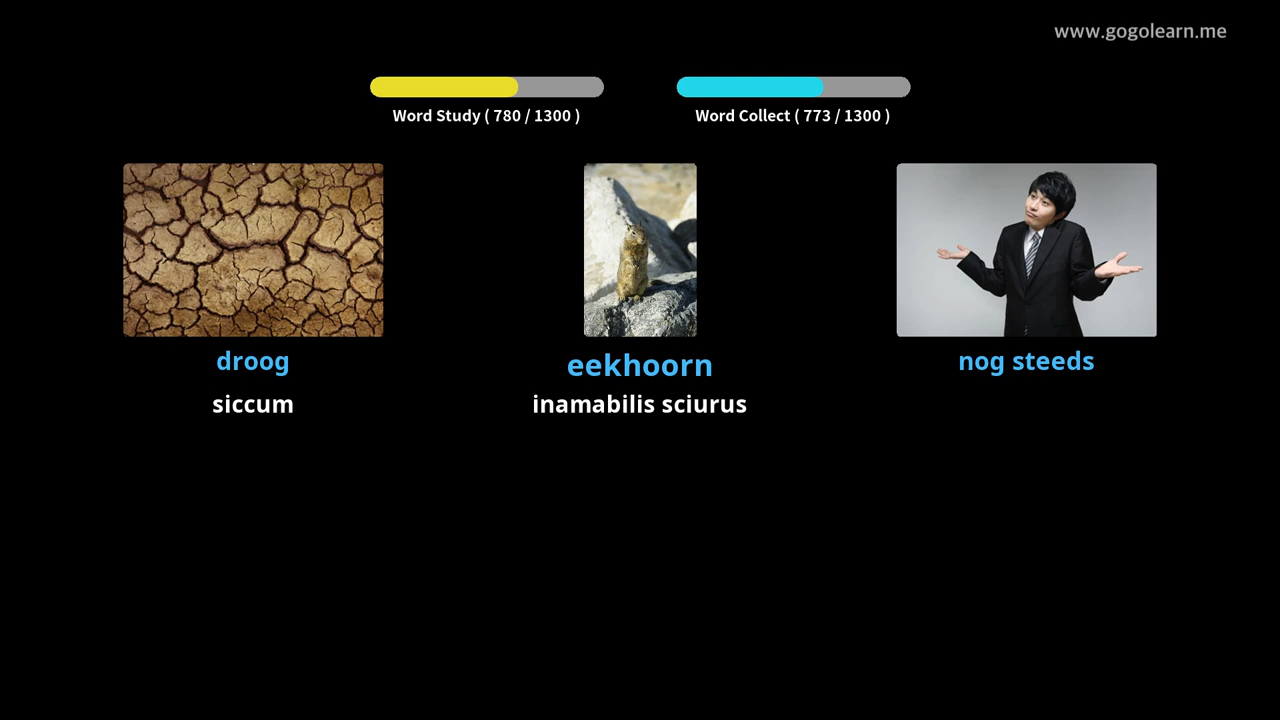 www.gogolearn.me
Word Study ( 780 / 1300 )
Word Collect ( 773 / 1300 )
droog
eekhoorn
nog steeds
siccum
inamabilis sciurus